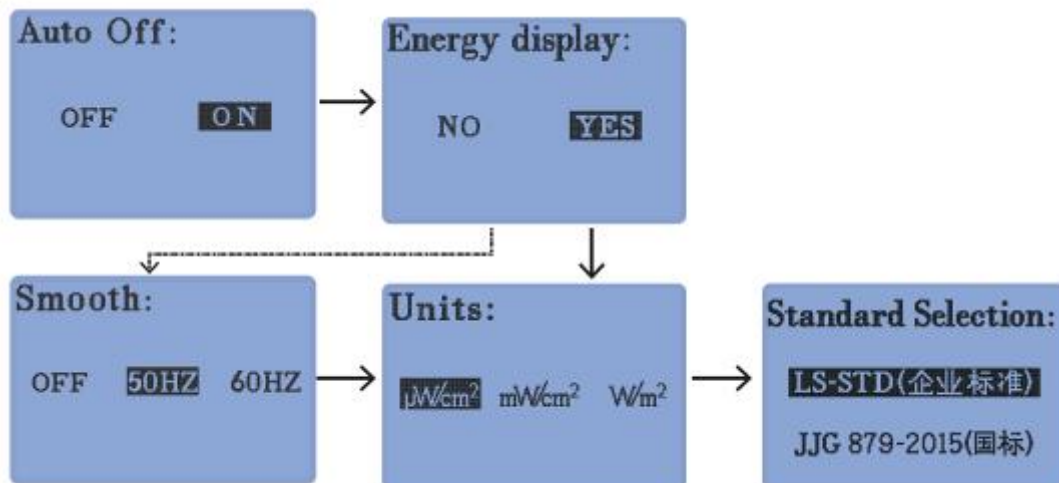 Auto Off:
OFF ON
Energy display:
NO YES
Smooth:
OFF 50HZ 60HZ
Units:
μW/cm² mW/cm² W/m²
Standard Selection:
LS-STD(企业标准)
JJG 879-2015(国标)